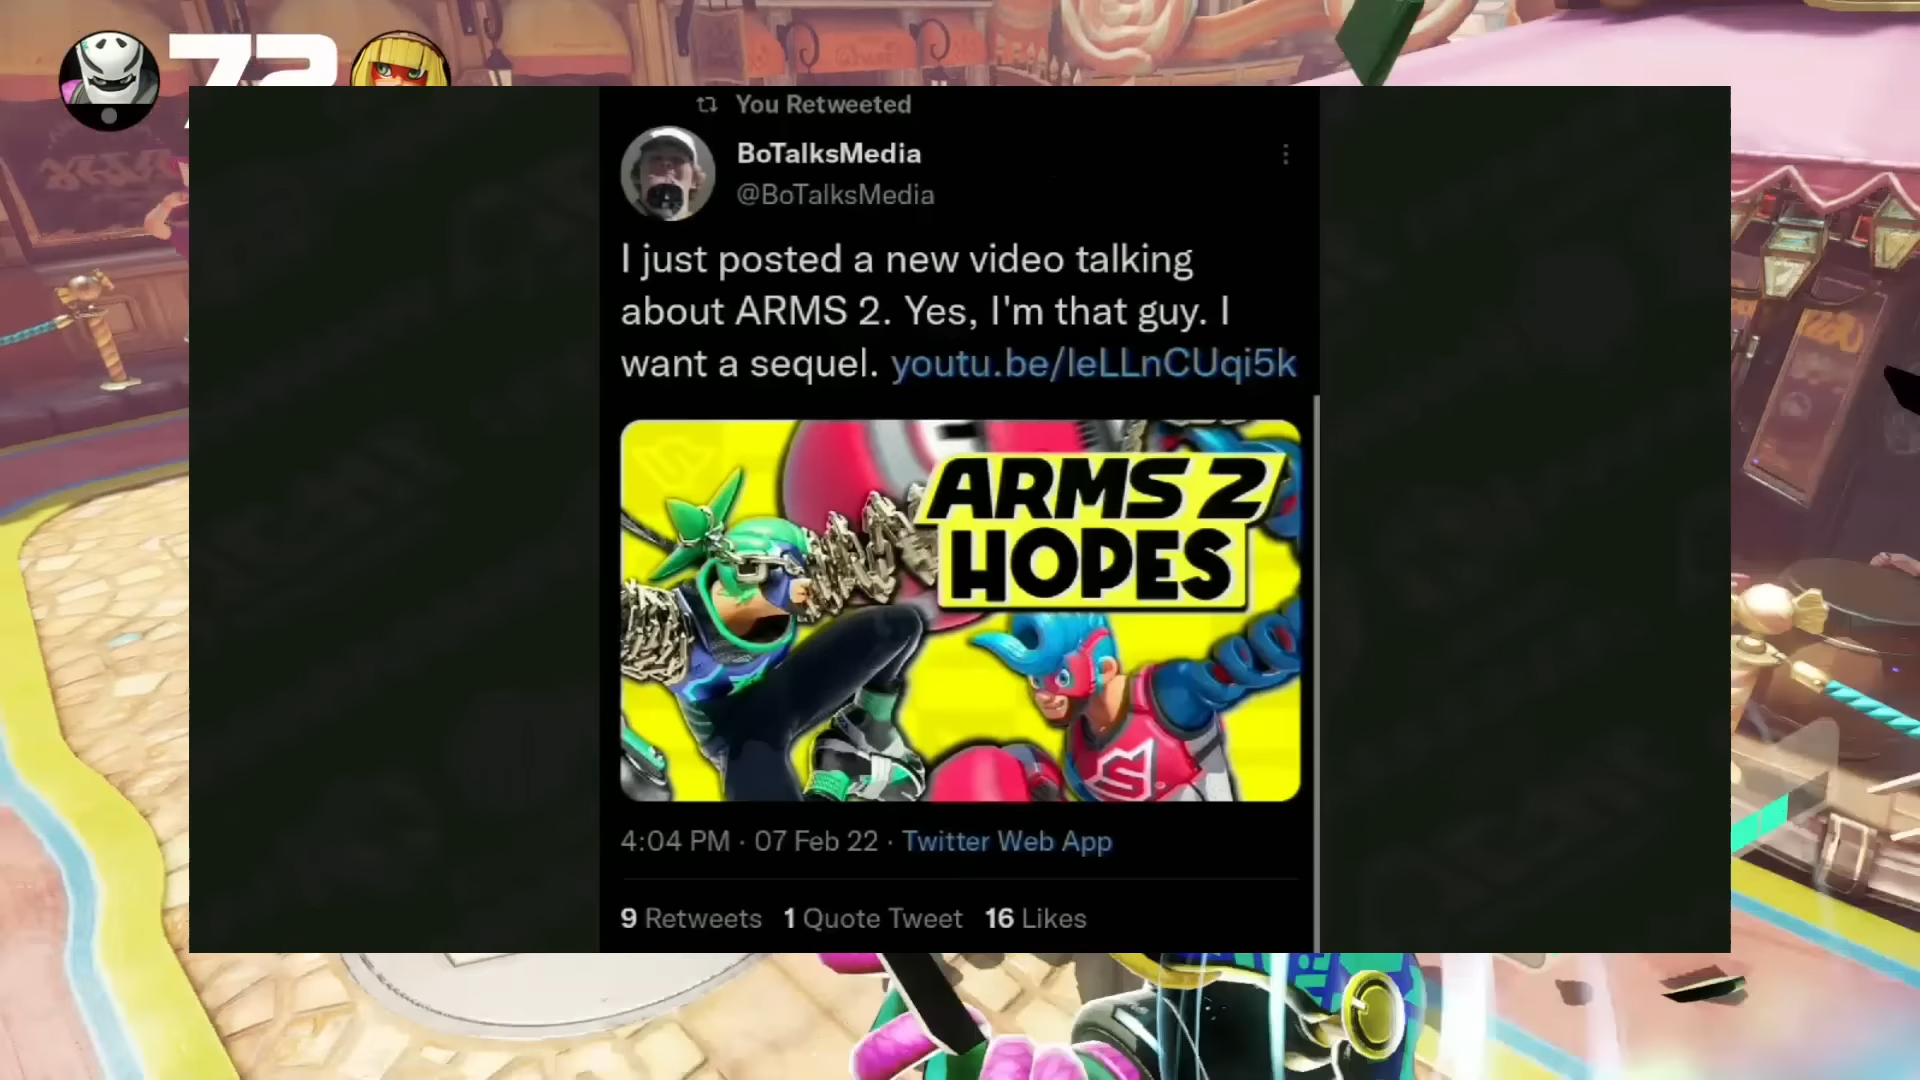 72
You Retweeted
BoTalksMedia
@BoTalksMedia
I just posted a new video talking
about ARMS 2. Yes, I'm that guy. I
want a sequel. youtu.be/leLLnCUqi5k
ARMS 2
HOPES
4:04 PM · 07 Feb 22 · Twitter Web App
9 Retweets 1 Quote Tweet 16 Likes